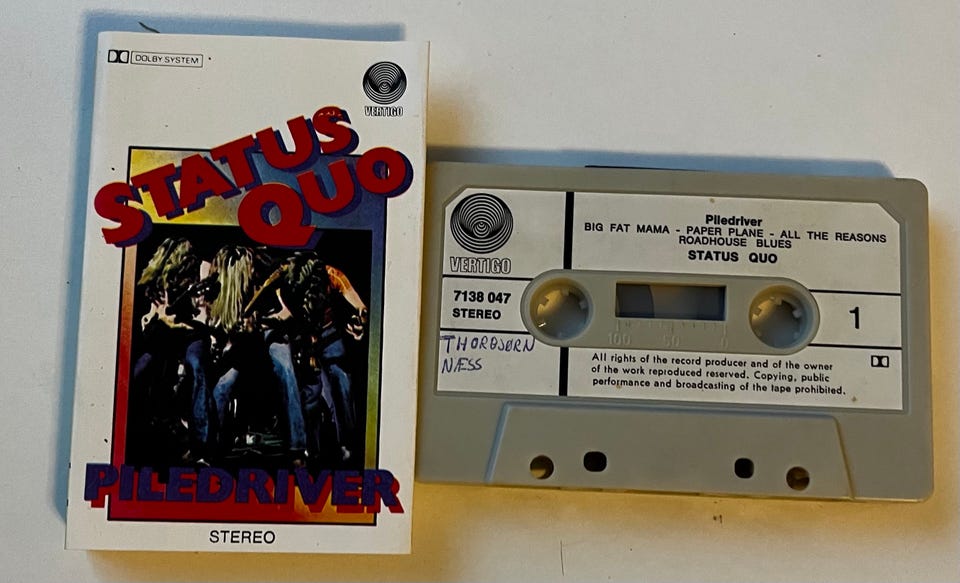 DOLBY SYSTEM
VERTIGO
STATUS
QUO
PILEDRIVER
STEREO
VERTIGO
7138 047
STEREO
THORBJØRN
NÆSS
Piledriver
BIG FAT MAMA - PAPER PLANE - ALL THE REASONS
ROADHOUSE BLUES
STATUS QUO
100 50 0
1
All rights of the record producer and of the owner
of the work reproduced reserved. Copying, public
performance and broadcasting of the tape prohibited.